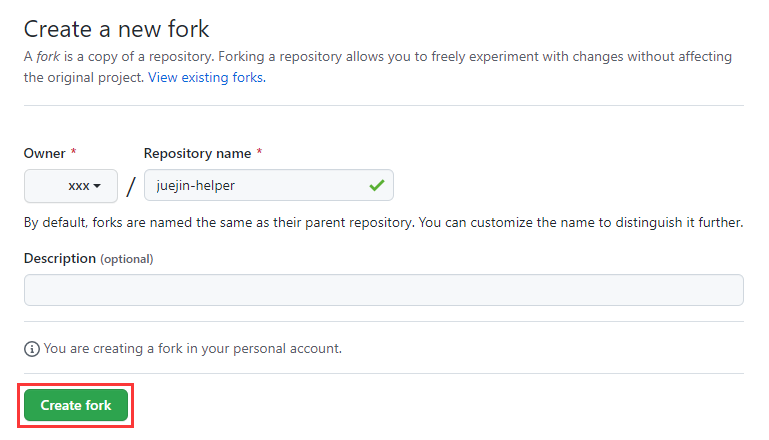 Create a new fork
A fork is a copy of a repository. Forking a repository allows you to freely experiment with changes without affecting
the original project. View existing forks.
Owner *
Repository name *
xxx
/
juejin-helper
By default, forks are named the same as their parent repository. You can customize the name to distinguish it further.
Description (optional)
You are creating a fork in your personal account.
Create fork